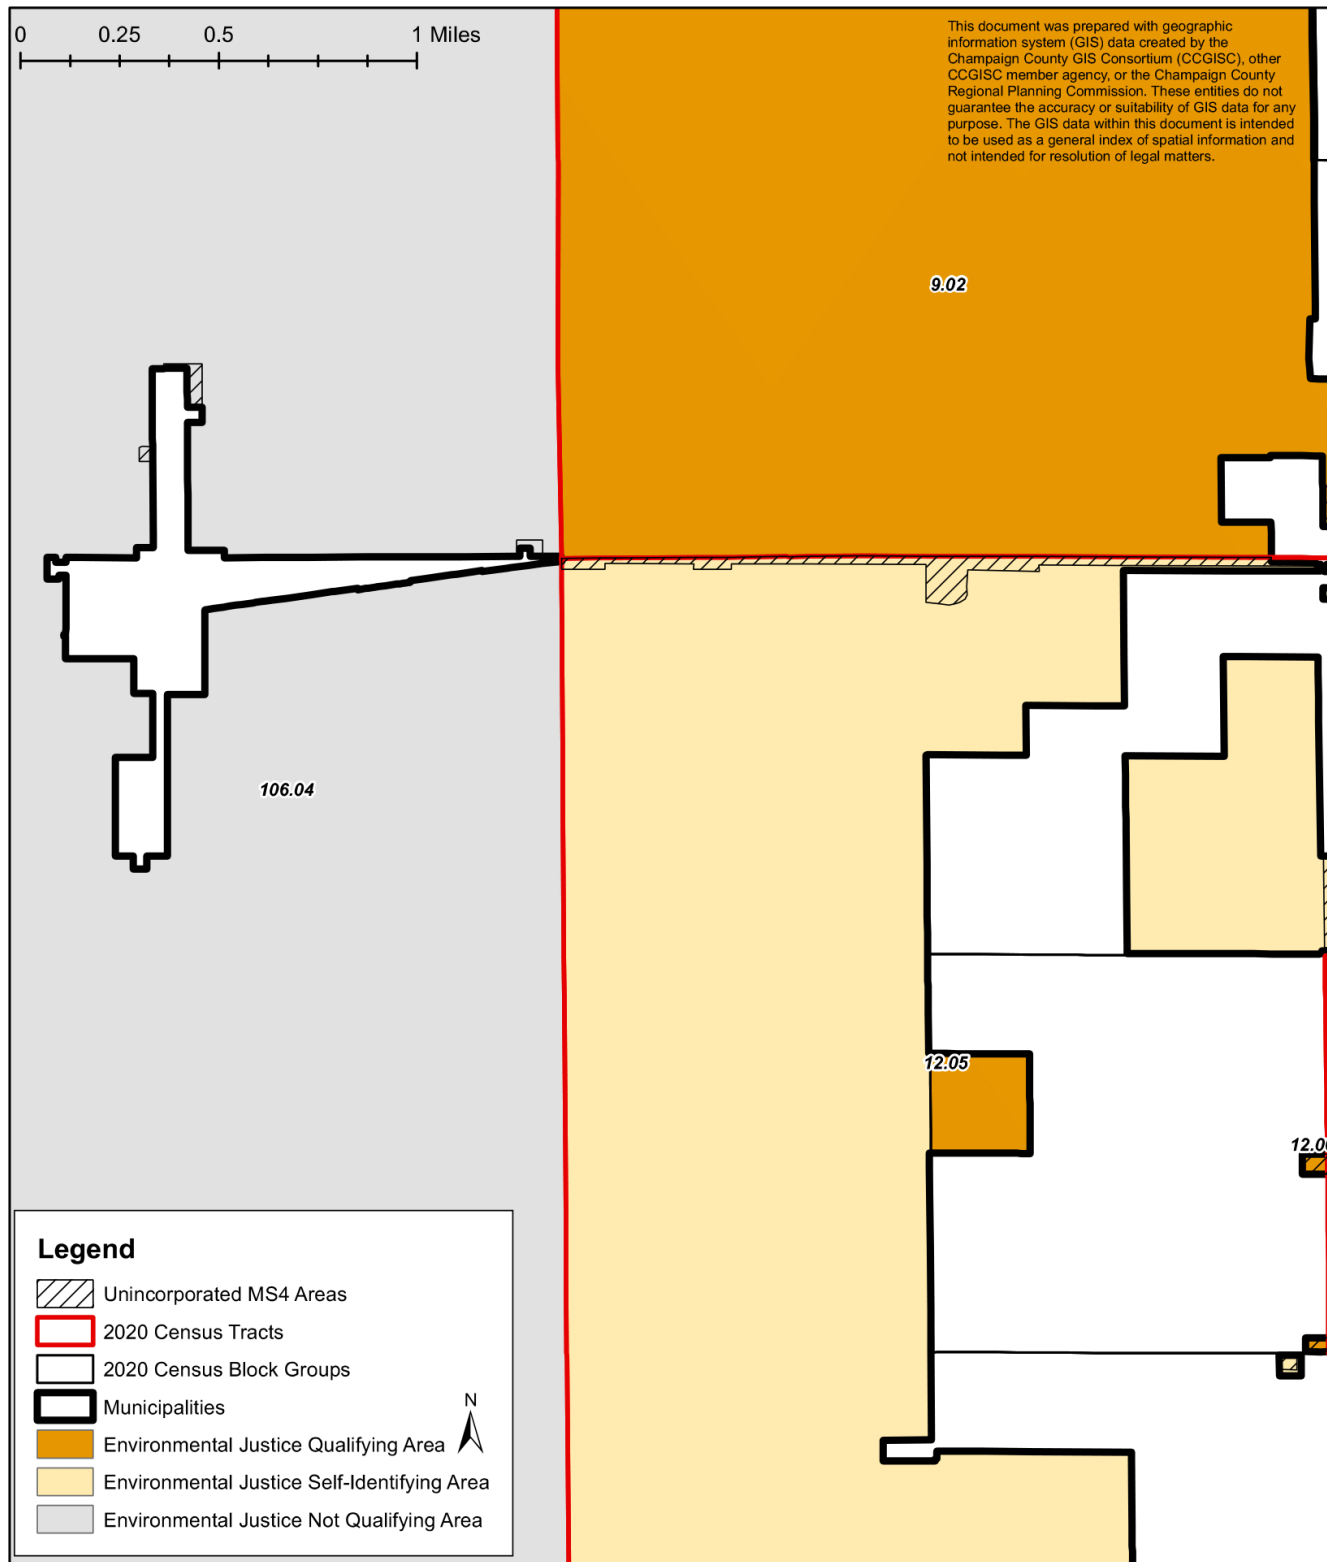 0 0.25 0.5 1 Miles
This document was prepared with geographic
information system (GIS) data created by the
Champaign County GIS Consortium (CCGISC), other
CCGISC member agency, or the Champaign County
Regional Planning Commission. These entities do not
guarantee the accuracy or suitability of GIS data for any
purpose. The GIS data within this document is intended
to be used as a general index of spatial information and
not intended for resolution of legal matters.
9.02
106.04
12.05
Legend
Unincorporated MS4 Areas
2020 Census Tracts
2020 Census Block Groups
Municipalities
N
Environmental Justice Qualifying Area
Environmental Justice Self-Identifying Area
Environmental Justice Not Qualifying Area